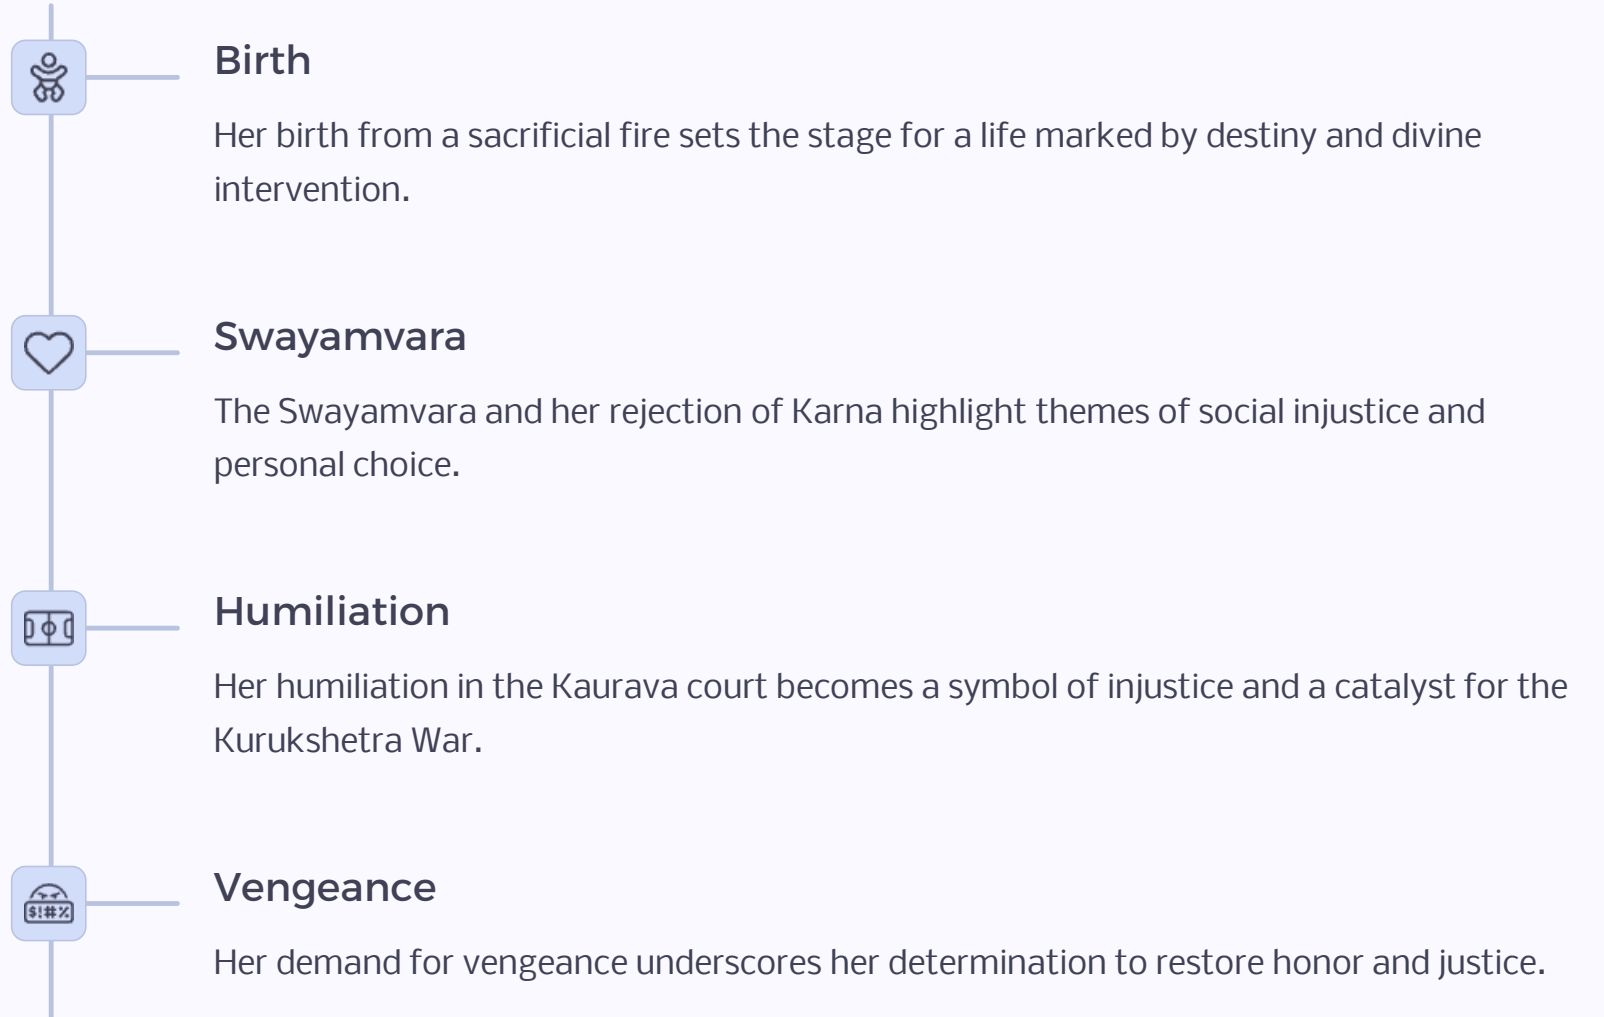 Birth
Her birth from a sacrificial fire sets the stage for a life marked by destiny and divine
intervention.
Swayamvara
The Swayamvara and her rejection of Karna highlight themes of social injustice and
personal choice.
Humiliation
Her humiliation in the Kaurava court becomes a symbol of injustice and a catalyst for the
Kurukshetra War.
$!#%
Vengeance
Her demand for vengeance underscores her determination to restore honor and justice.